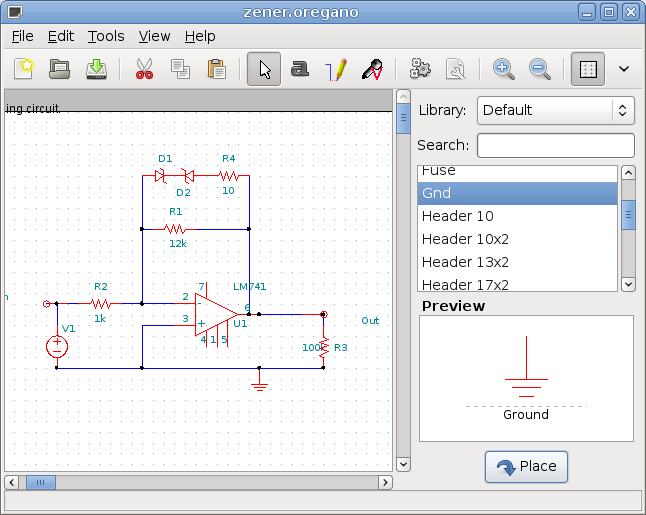 zener.oregano
File Edit Tools View Help
ing circuit.
Library: Default
Search:
Fuse
Gnd
Header 10
Header 10x2
Header 13x2
Header 17x2
Preview
Ground
Place
D1 R4
D2 10
R1
12k
R2
1k
7 LM741
2 -
6
3 +
U1
4 1 5
V1
Out
100k R3